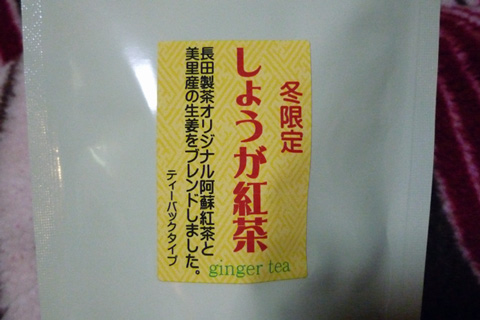 冬限定
しょうが紅茶
長田製茶オリジナル阿蘇紅茶と
美里産の生姜をブレンドしました。
ティーバックタイプ
ginger tea